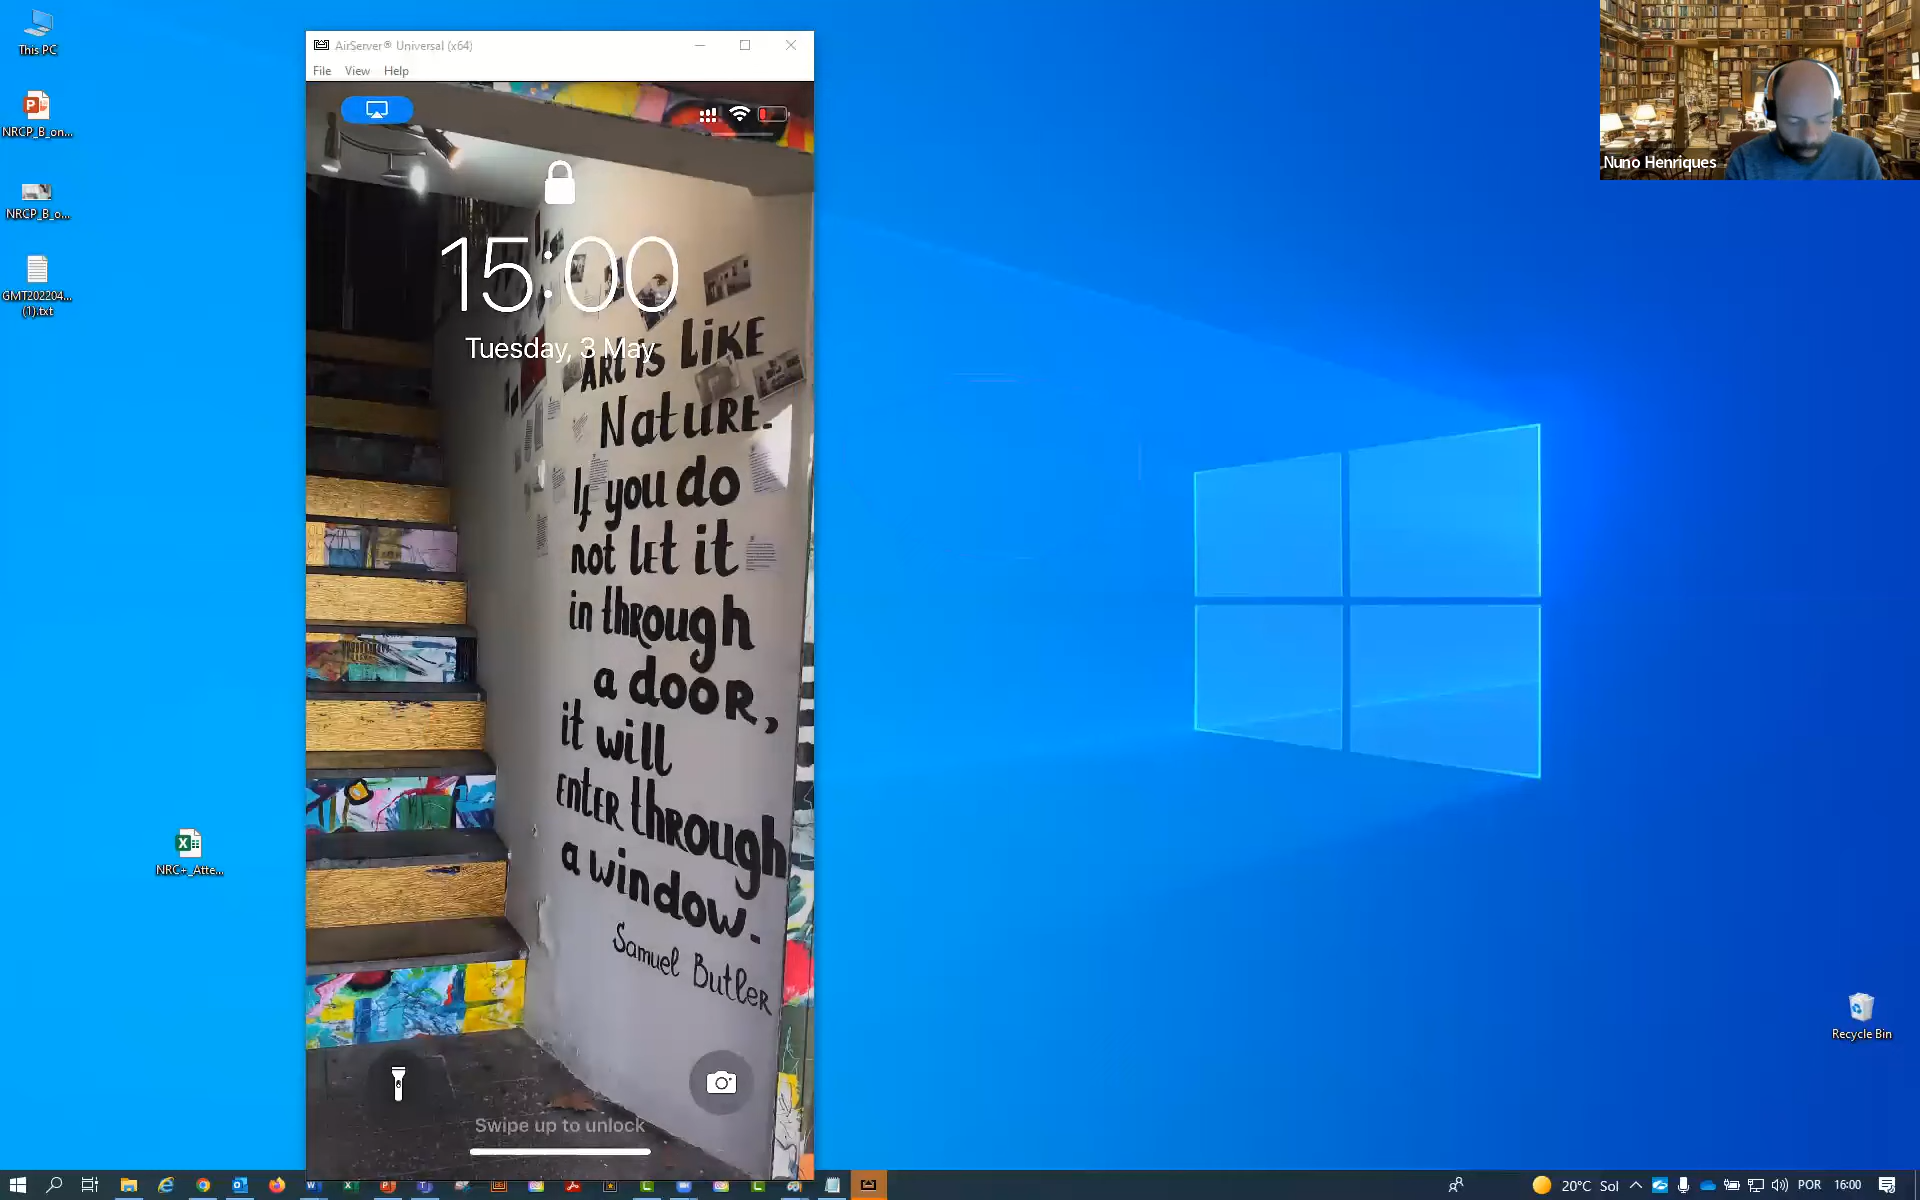 This PC
NRCP_B_on...
NRCP_B_o...
GMT202204...
(1).txt
NRC+_Atte...
AirServer® Universal (x64)
File View Help
15:00
Tuesday, 3 May
ART IS LIKE
NATURE.
If you do
not LET it
in thROugh
a dOOR,
it will
ENTER thROugh
a window.
Samuel ButlER
Swipe up to unlock
Nuno Henriques
Recycle Bin
20°C Sol
POR
16:00